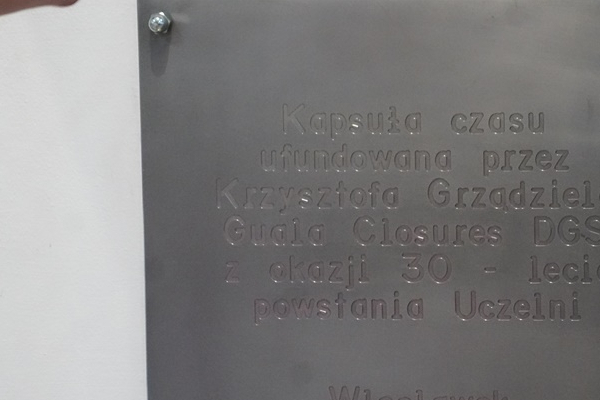 Kapsuła czasu
ufundowana przez
Krzysztofa Grządziel
Guala Closures DGS
z okazji 30 - leci
powstania Uczelni